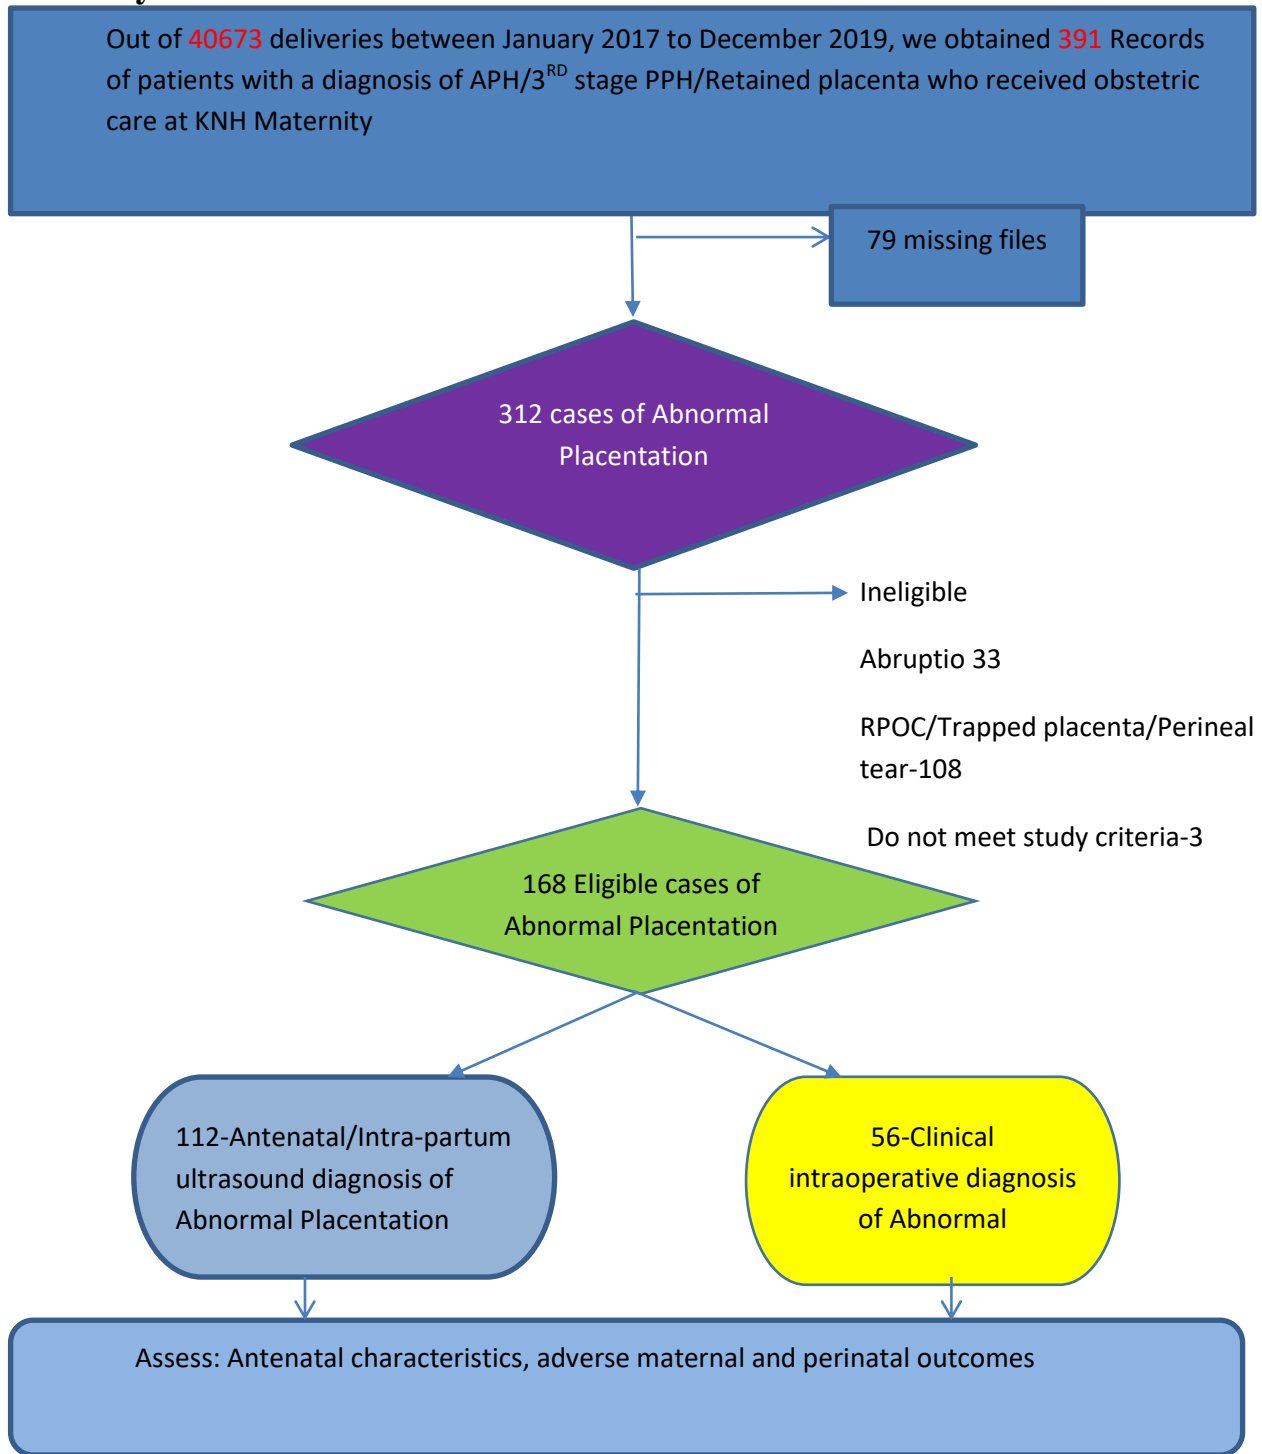 Out of 40673 deliveries between January 2017 to December 2019, we obtained 391 Records
of patients with a diagnosis of APH/3RD stage PPH/Retained placenta who received obstetric
care at KNH Maternity
79 missing files
312 cases of Abnormal
Placentation
Ineligible
Abruptio 33
RPOC/Trapped placenta/Perineal
tear-108
Do not meet study criteria-3
168 Eligible cases of
Abnormal Placentation
112-Antenatal/Intra-partum
ultrasound diagnosis of
Abnormal Placentation
56-Clinical
intraoperative diagnosis
of Abnormal
Assess: Antenatal characteristics, adverse maternal and perinatal outcomes